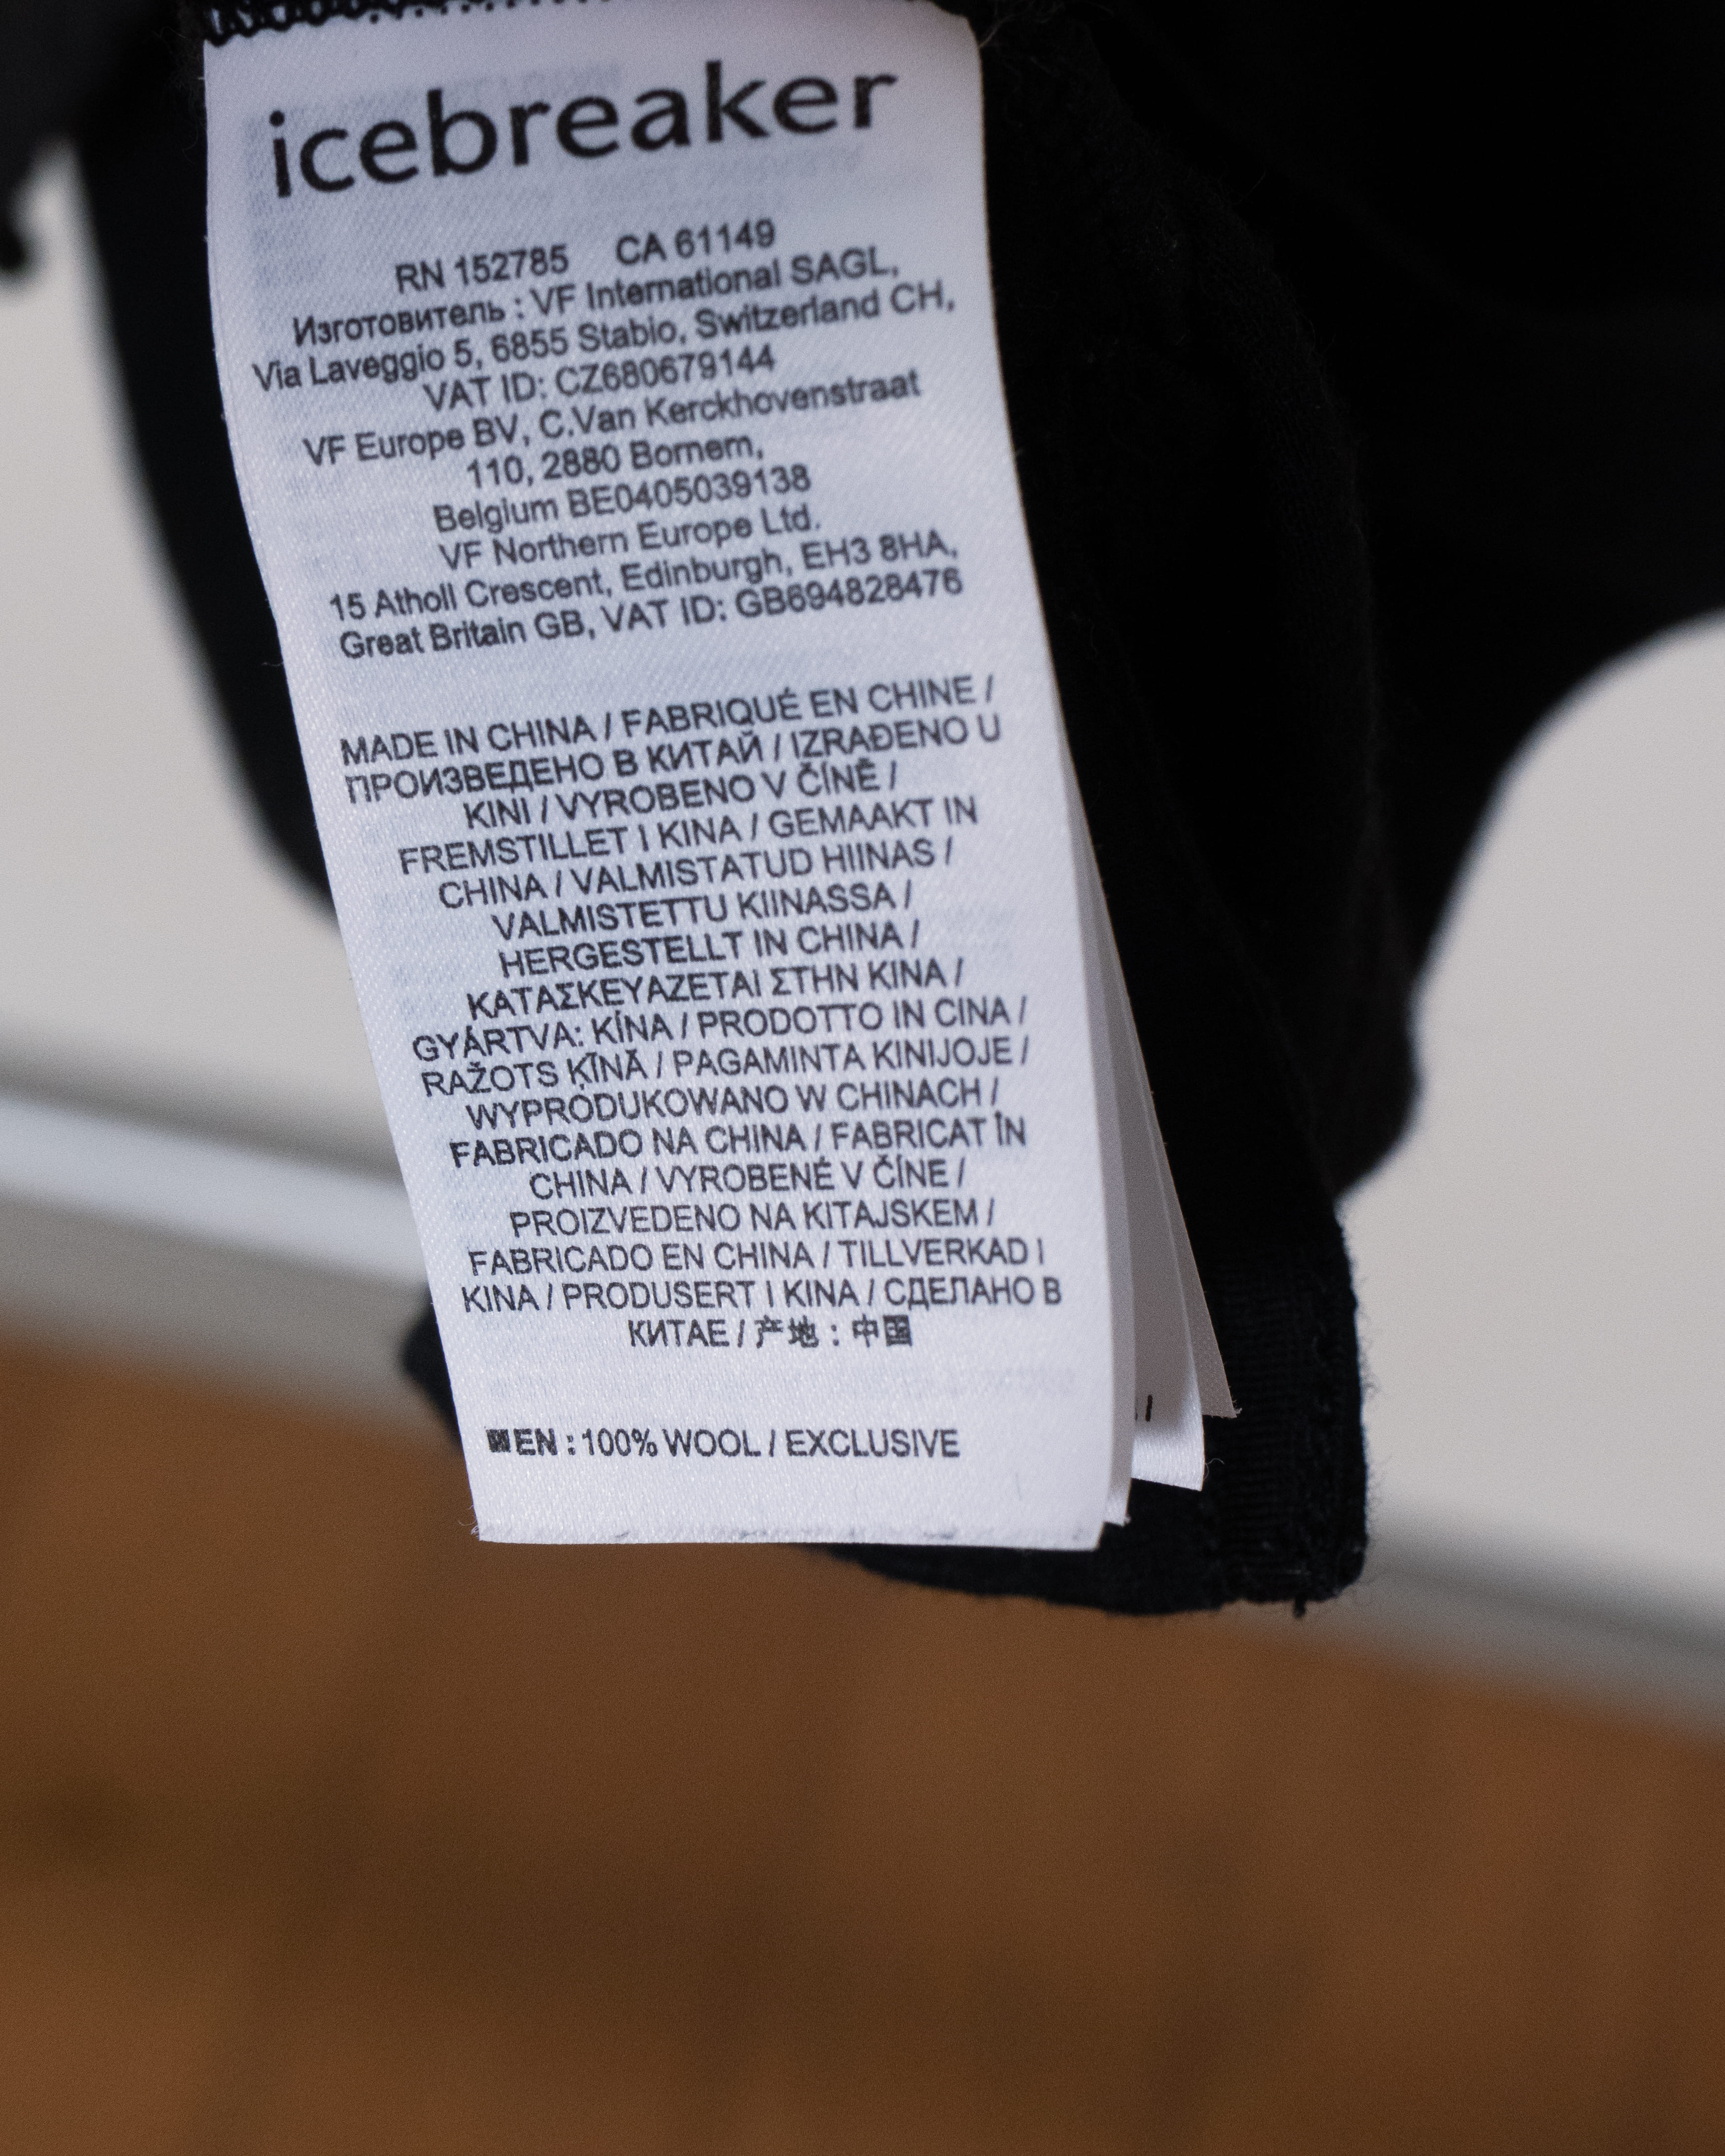 icebreaker
RN 152785 CA 61149
Изготовитель : VF International SAGL,
Via Laveggio 5, 6855 Stabio, Switzerland CH,
VAT ID: CZ680679144
VF Europe BV, C.Van Kerckhovenstraat
110, 2880 Bornem,
Belgium BE0405039138
VF Northern Europe Ltd.
15 Atholl Crescent, Edinburgh, EH3 8HA,
Great Britain GB, VAT ID: GB694828476
MADE IN CHINA / FABRIQUÉ EN CHINE /
ПРОИЗВЕДЕНО В КИТАЙ / IZRAĐENO U
KINI / VYROBENO V ČÍNĚ /
FREMSTILLET I KINA / GEMAAKT IN
CHINA / VALMISTATUD HIINAS /
VALMISTETTU KIINASSA /
HERGESTELLT IN CHINA /
ΚΑΤΑΣΚΕΥΑΖΕΤΑΙ ΣΤΗΝ ΚΙΝΑ /
GYÁRTVA: KÍNA / PRODOTTO IN CINA /
RAŽOTS ĶĪNĀ / PAGAMINTA KINIJOJE /
WYPRODUKOWANO W CHINACH /
FABRICADO NA CHINA / FABRICAT ÎN
CHINA / VYROBENÉ V ČÍNE /
PROIZVEDENO NA KITAJSKEM /
FABRICADO EN CHINA / TILLVERKAD I
KINA / PRODUSERT I KINA / СДЕЛАНО В
КИТАЕ / 产地 : 中国
EN : 100% WOOL / EXCLUSIVE